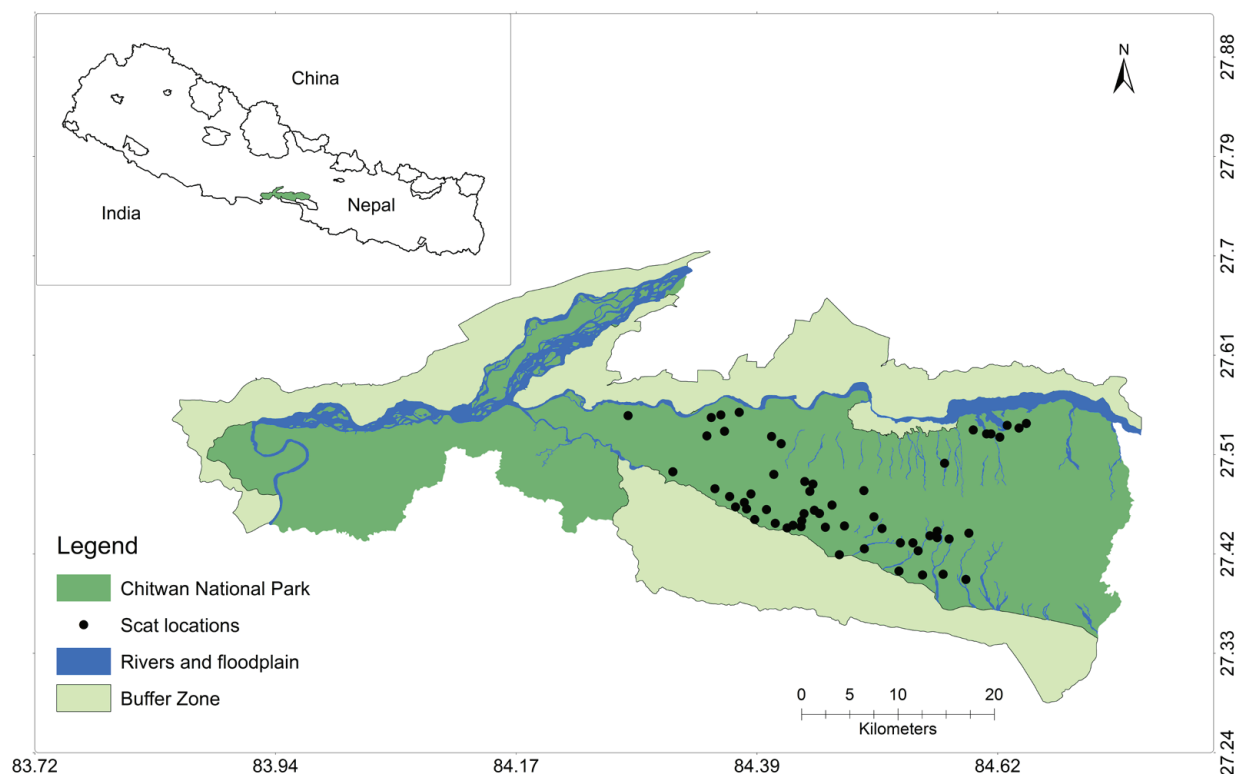 China
India
Nepal
N
27.88
27.79
27.7
27.61
27.51
27.42
27.33
27.24
Legend
Chitwan National Park
Scat locations
Rivers and floodplain
Buffer Zone
0 5 10 20
Kilometers
83.72 83.94 84.17 84.39 84.62